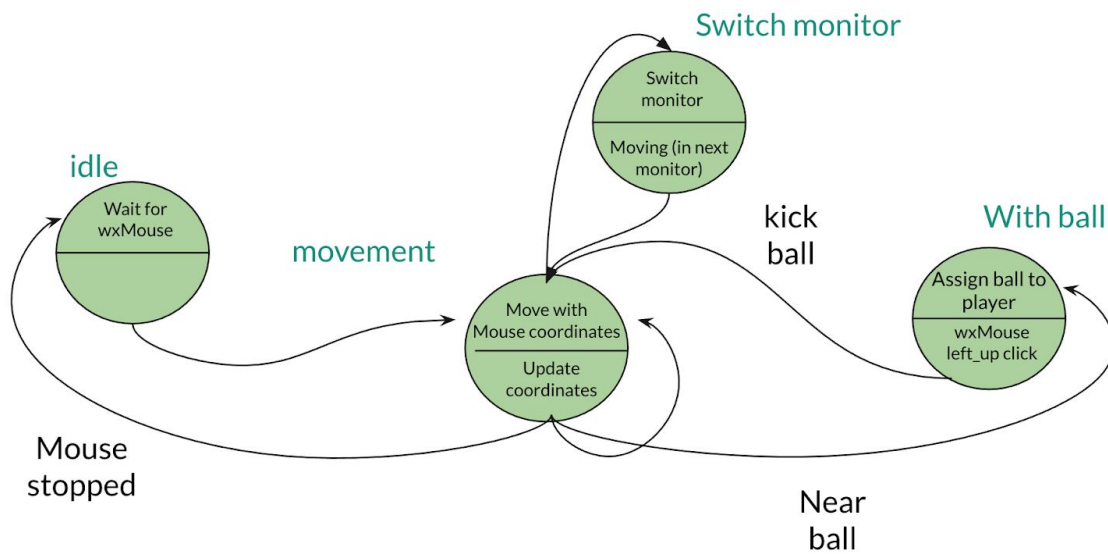 Switch monitor
Switch
monitor
Moving (in next
monitor)
idle
Wait for
wxMouse
movement
kick
ball
With ball
Assign ball to
player
wxMouse
left_up click
Move with
Mouse coordinates
Update
coordinates
Mouse
stopped
Near
ball